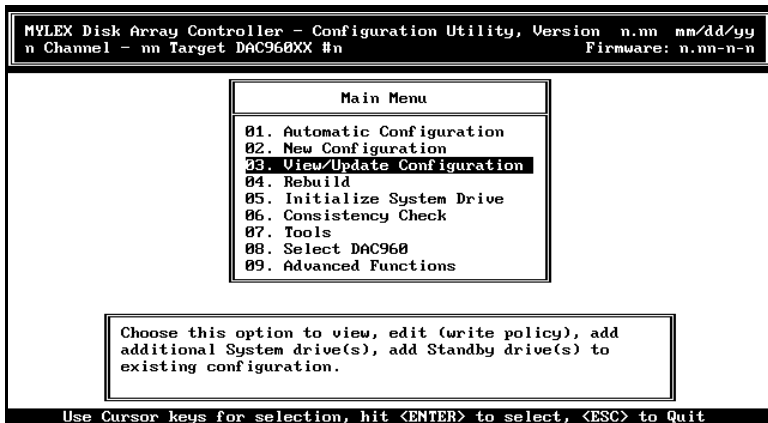 MYLEX Disk Array Controller – Configuration Utility, Version n.nn mm/dd/yy
n Channel – nn Target DAC960XX #n Firmware: n.nn-n-n
Main Menu
01. Automatic Configuration
02. New Configuration
03. View/Update Configuration
04. Rebuild
05. Initialize System Drive
06. Consistency Check
07. Tools
08. Select DAC960
09. Advanced Functions
Choose this option to view, edit (write policy), add
additional System drive(s), add Standby drive(s) to
existing configuration.
Use Cursor keys for selection, hit <ENTER> to select, <ESC> to Quit